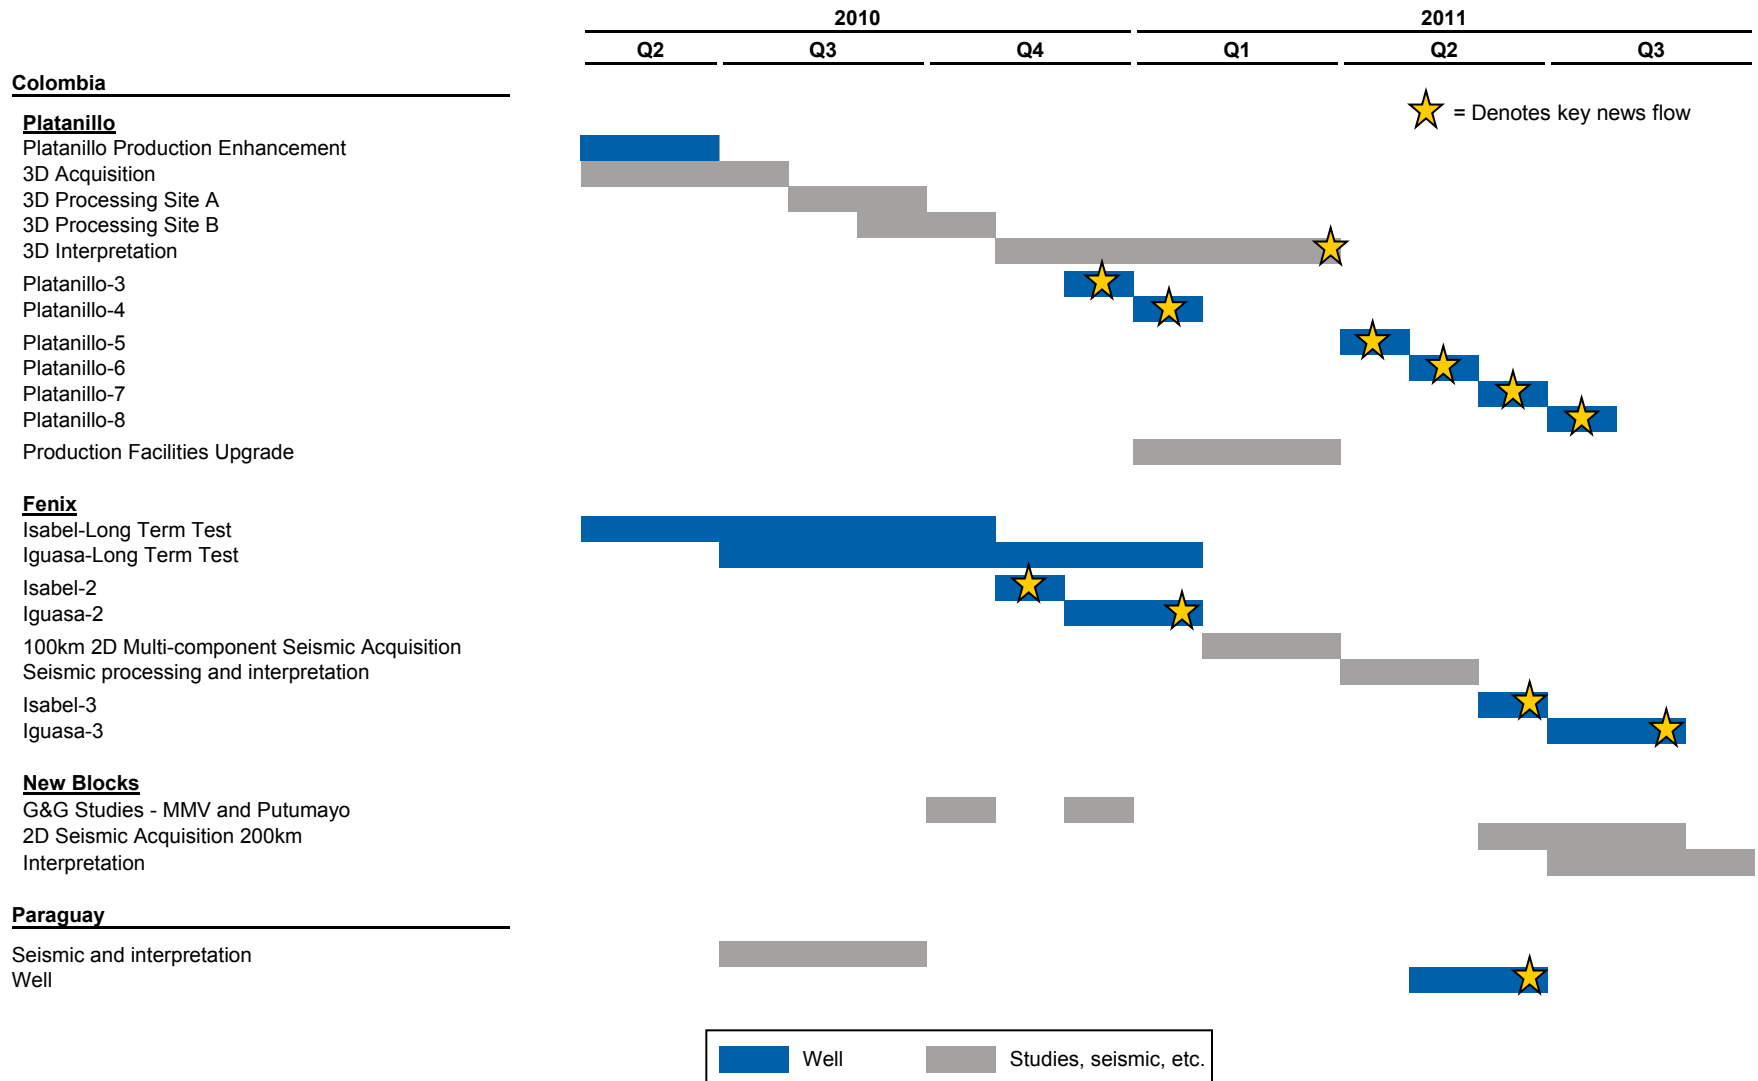 2010 2011
Q2 Q3 Q4 Q1 Q2 Q3
Colombia
= Denotes key news flow
Platanillo
Platanillo Production Enhancement
3D Acquisition
3D Processing Site A
3D Processing Site B
3D Interpretation
Platanillo-3
Platanillo-4
Platanillo-5
Platanillo-6
Platanillo-7
Platanillo-8
Production Facilities Upgrade
Fenix
Isabel-Long Term Test
Iguasa-Long Term Test
Isabel-2
Iguasa-2
100km 2D Multi-component Seismic Acquisition
Seismic processing and interpretation
Isabel-3
Iguasa-3
New Blocks
G&G Studies - MMV and Putumayo
2D Seismic Acquisition 200km
Interpretation
Paraguay
Seismic and interpretation
Well
Well Studies, seismic, etc.